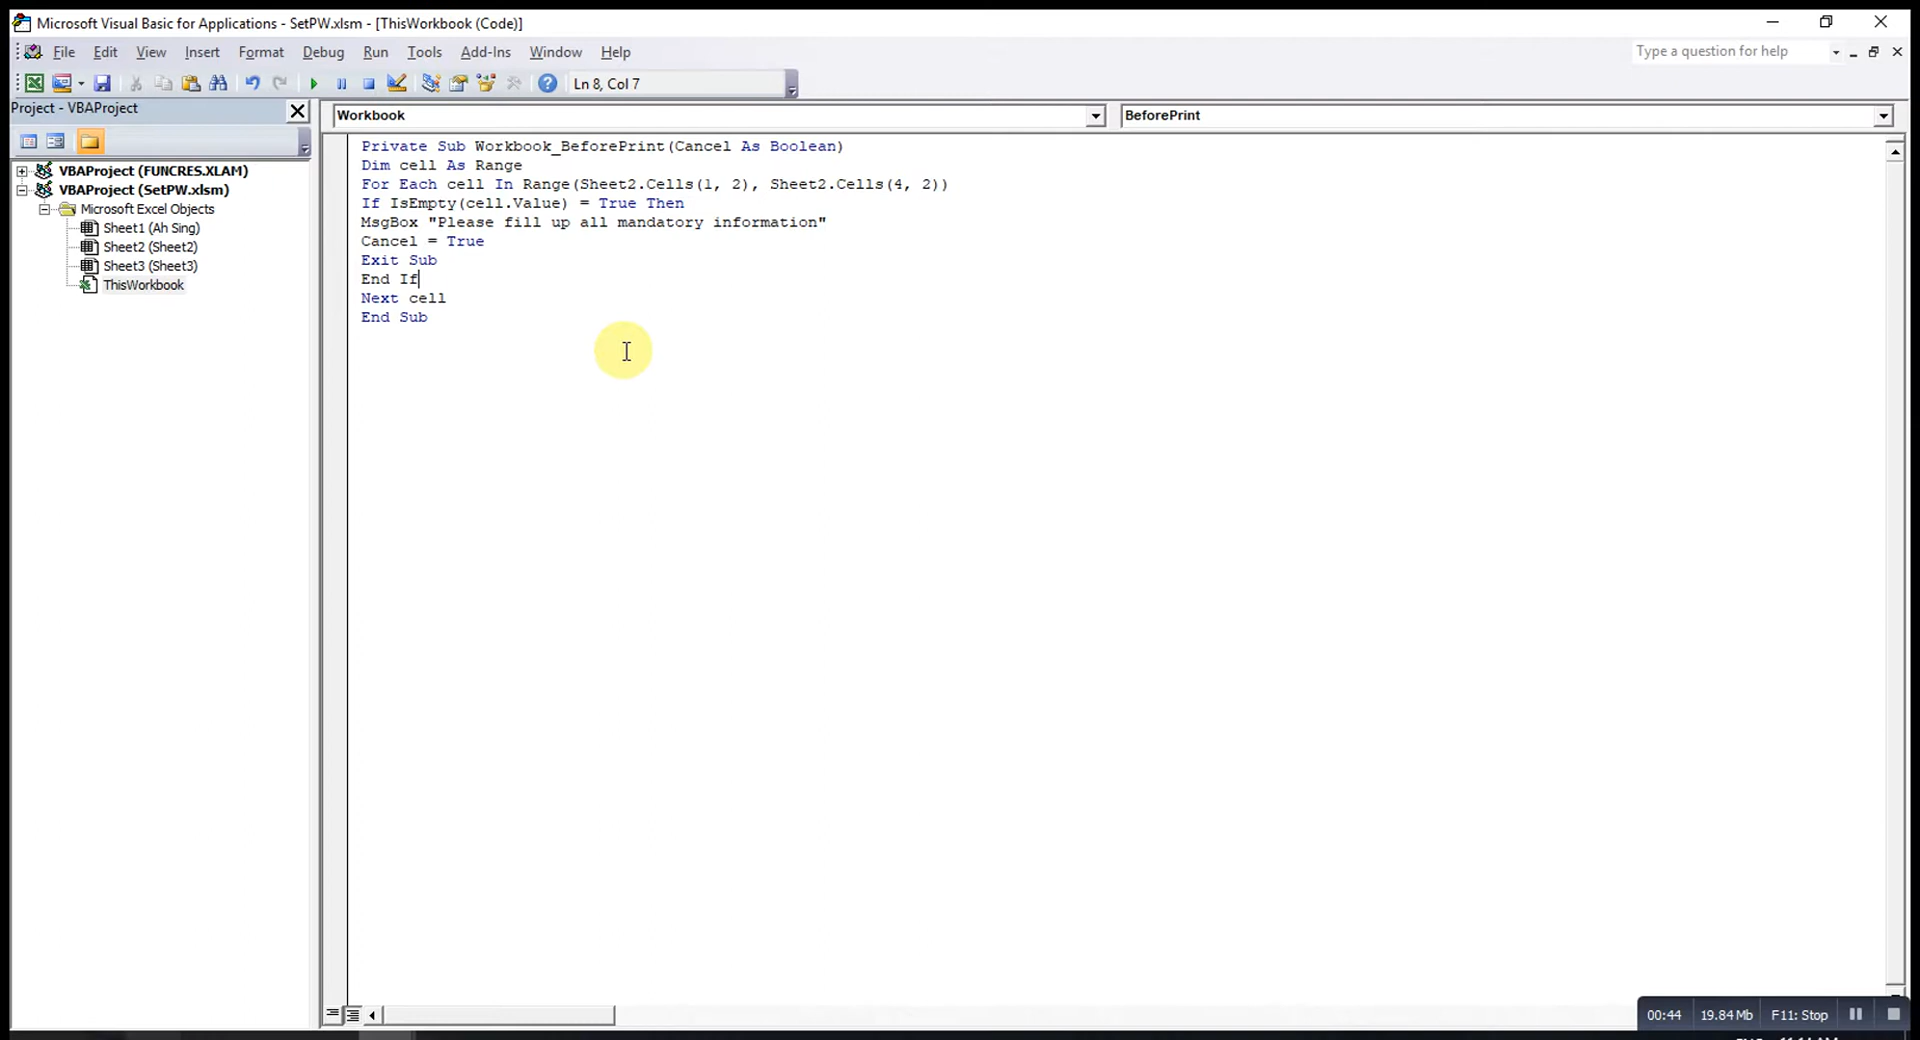 Microsoft Visual Basic for Applications - SetPW.xlsm - [ThisWorkbook (Code)]
File Edit View Insert Format Debug Run Tools Add-Ins Window Help
Type a question for help
Ln 8, Col 7
Project - VBAProject
Workbook
BeforePrint
VBAProject (FUNCRES.XLAM)
VBAProject (SetPW.xlsm)
Microsoft Excel Objects
Sheet1 (Ah Sing)
Sheet2 (Sheet2)
Sheet3 (Sheet3)
ThisWorkbook
Private Sub Workbook_BeforePrint(Cancel As Boolean)
Dim cell As Range
For Each cell In Range(Sheet2.Cells(1, 2), Sheet2.Cells(4, 2))
If IsEmpty(cell.Value) = True Then
MsgBox "Please fill up all mandatory information"
Cancel = True
Exit Sub
End If
Next cell
End Sub
00:44 19.84 Mb F11: Stop